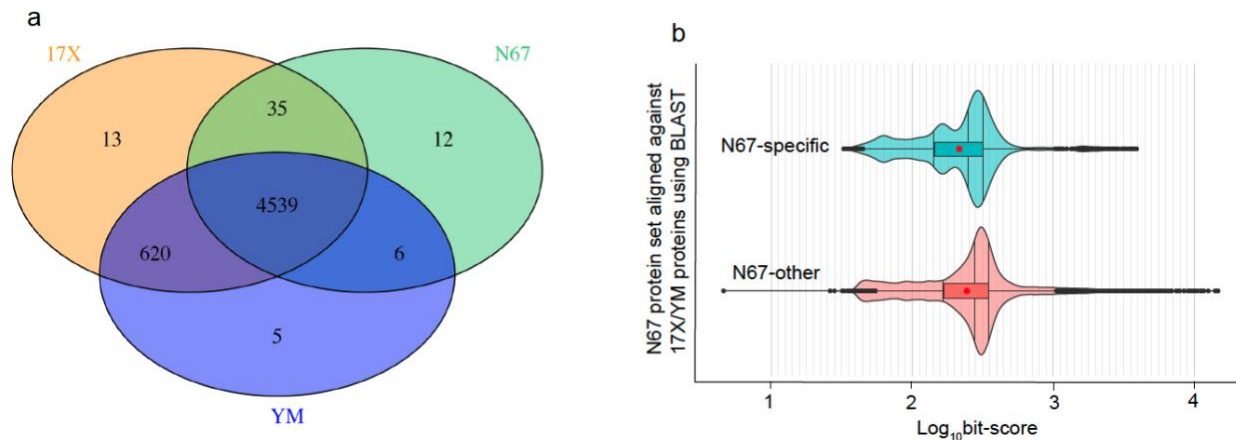 a
17X
N67
35
13
12
4539
620
6
5
YM
b
N67 protein set aligned against
17X/YM proteins using BLAST
N67-specific
N67-other
1 2 3 4
Log₁₀bit-score